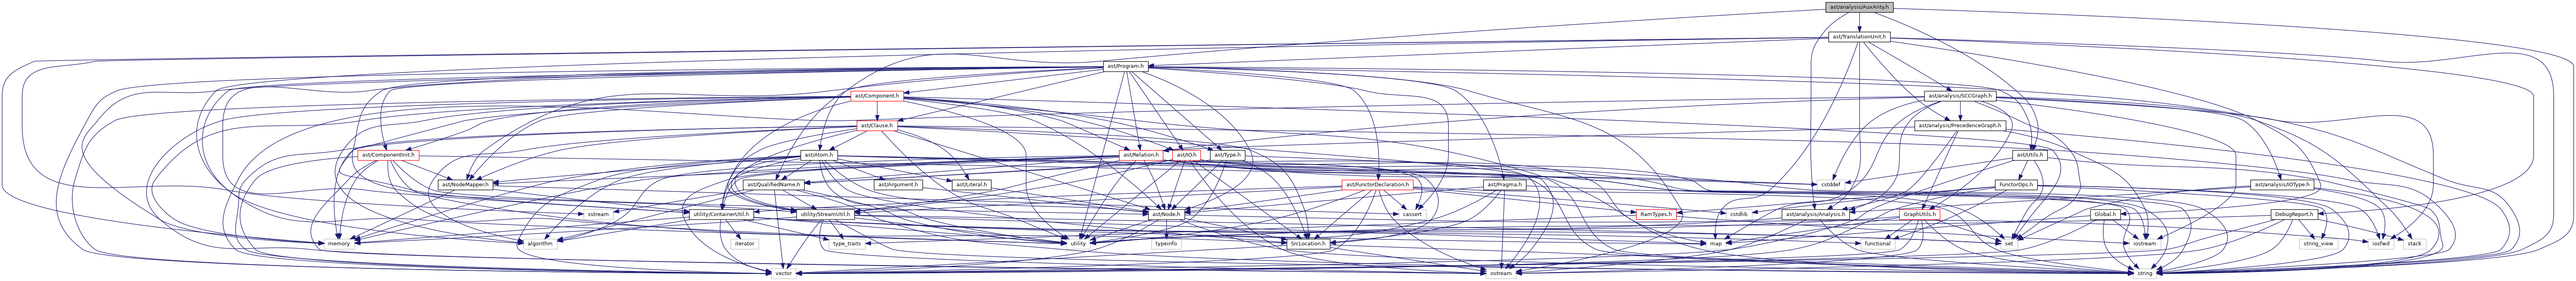 ast/analysis/AuxArity.h
ast/TranslationUnit.h
ast/Program.h
ast/Component.h
ast/analysis/SCCGraph.h
ast/Clause.h
ast/analysis/PrecedenceGraph.h
ast/ComponentInit.h
ast/Atom.h
ast/Relation.h
ast/IO.h
ast/Type.h
ast/Utils.h
ast/NodeMapper.h
ast/QualifiedName.h
ast/Argument.h
ast/Literal.h
ast/FunctorDeclaration.h
ast/Pragma.h
cstddef
FunctorOps.h
ast/analysis/IOType.h
sstream
utility/ContainerUtil.h
utility/StreamUtil.h
ast/Node.h
cassert
RamTypes.h
cstdlib
ast/analysis/Analysis.h
GraphUtils.h
Global.h
DebugReport.h
memory
algorithm
iterator
type_traits
utility
typeinfo
SrcLocation.h
map
functional
set
iostream
string_view
iosfwd
stack
vector
ostream
string